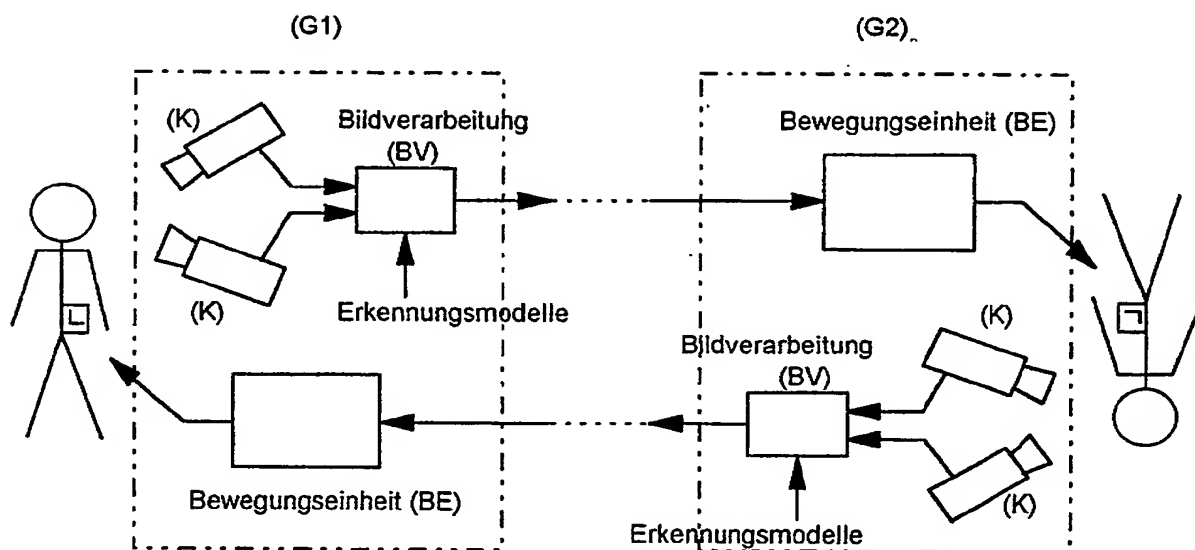 (G1)
(G2)
(K)
Bildverarbeitung
(BV)
Bewegungseinheit (BE)
(K)
Erkennungsmodelle
L
L
(K)
Bildverarbeitung
(BV)
Bewegungseinheit (BE)
(K)
Erkennungsmodelle